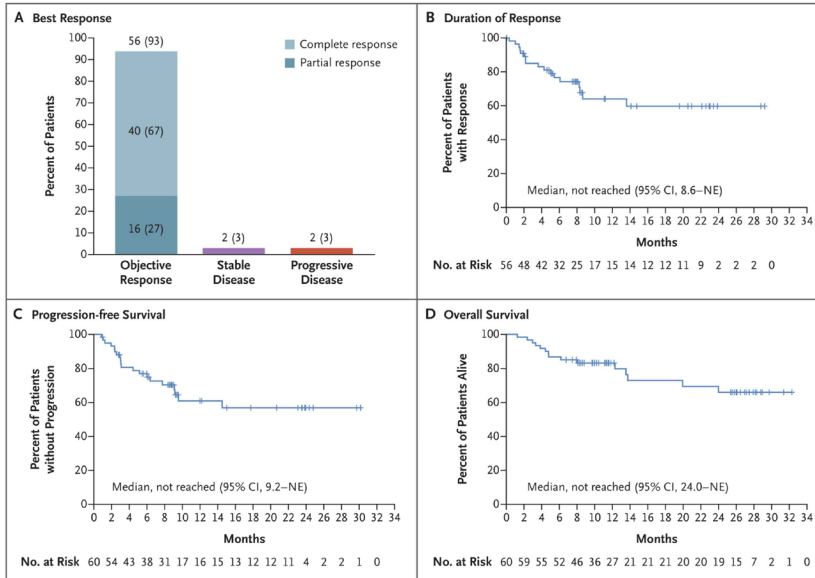 A Best Response
Percent of Patients
100
90
80
70
60
50
40
30
20
10
0
56 (93)
40 (67)
16 (27)
2 (3)
2 (3)
Complete response
Partial response
Objective Response
Stable Disease
Progressive Disease
B Duration of Response
Percent of Patients with Response
100
80
60
40
20
0
Median, not reached (95% CI, 8.6–NE)
0 2 4 6 8 10 12 14 16 18 20 22 24 26 28 30 32 34
Months
No. at Risk 56 48 42 32 25 17 15 14 12 12 11 9 2 2 2 0
C Progression-free Survival
Percent of Patients without Progression
100
80
60
40
20
0
Median, not reached (95% CI, 9.2–NE)
0 2 4 6 8 10 12 14 16 18 20 22 24 26 28 30 32 34
Months
No. at Risk 60 54 43 38 31 17 16 15 13 12 12 11 4 2 2 1 0
D Overall Survival
Percent of Patients Alive
100
80
60
40
20
0
Median, not reached (95% CI, 24.0–NE)
0 2 4 6 8 10 12 14 16 18 20 22 24 26 28 30 32 34
Months
No. at Risk 60 59 55 52 46 36 27 21 21 21 20 20 19 15 7 2 1 0